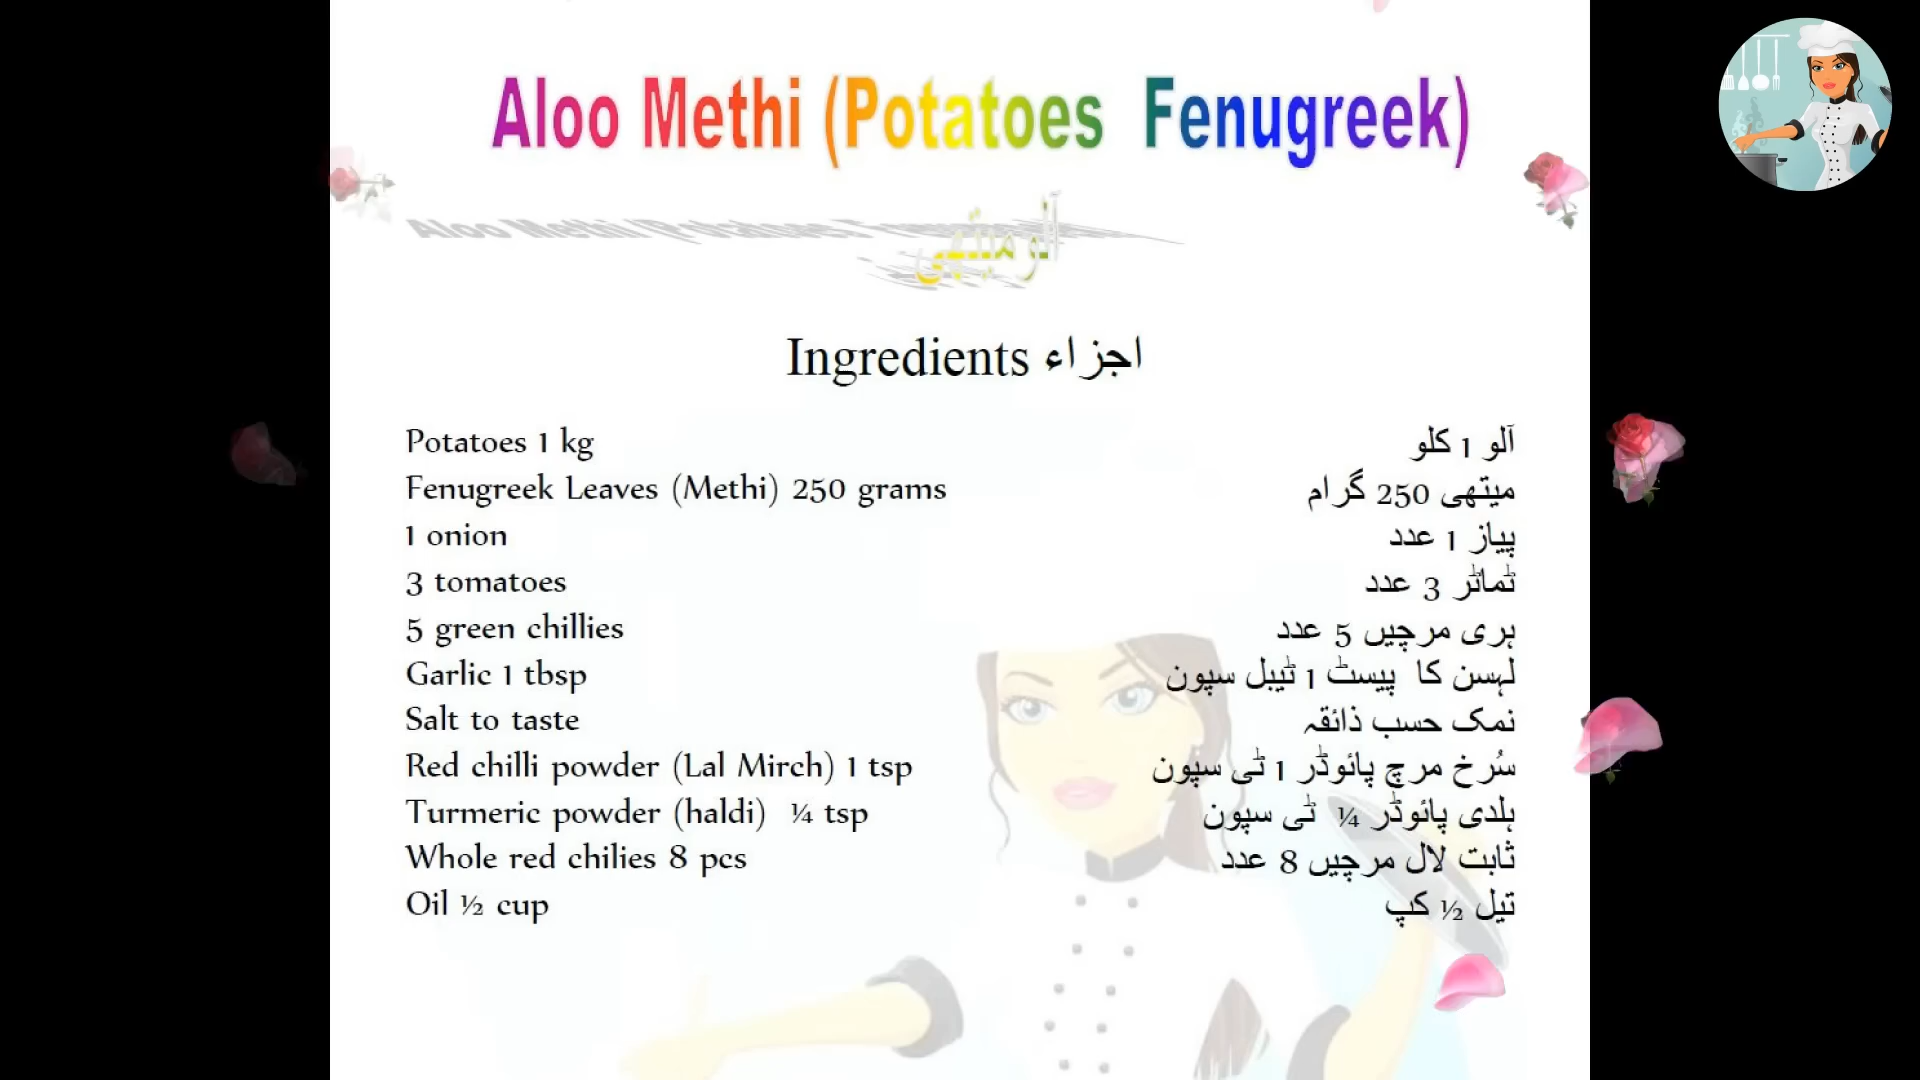 Aloo Methi (Potatoes Fenugreek)
آلو میتھی
Ingredients اجزاء
Potatoes 1 kg
آلو 1 کلو
Fenugreek Leaves (Methi) 250 grams
میتھی 250 گرام
1 onion
پیاز 1 عدد
3 tomatoes
ٹماٹر 3 عدد
5 green chillies
ہری مرچیں 5 عدد
Garlic 1 tbsp
لہسن کا پیسٹ 1 ٹیبل سپون
Salt to taste
نمک حسب ذائقہ
Red chilli powder (Lal Mirch) 1 tsp
سُرخ مرچ پائوڈر 1 ٹی سپون
Turmeric powder (haldi) ¼ tsp
ہلدی پائوڈر ¼ ٹی سپون
Whole red chilies 8 pcs
ثابت لال مرچیں 8 عدد
Oil ½ cup
تیل ½ کپ